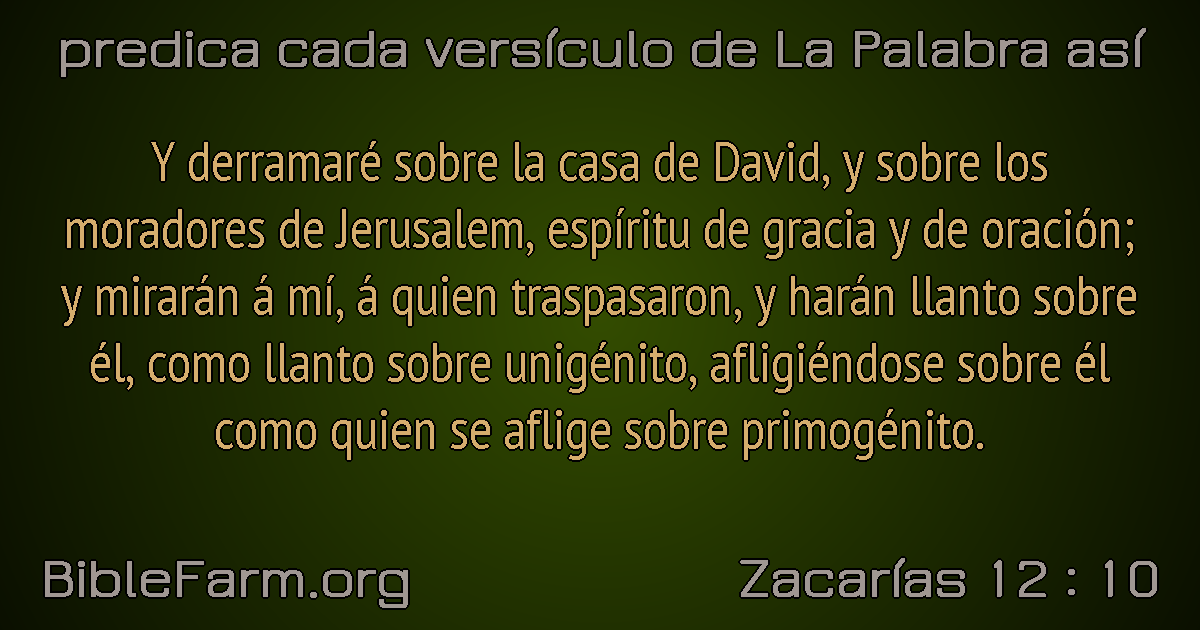 predica cada versículo de La Palabra así
Y derramaré sobre la casa de David, y sobre los
moradores de Jerusalem, espíritu de gracia y de oración;
y mirarán á mí, á quien traspasaron, y harán llanto sobre
él, como llanto sobre unigénito, afligiéndose sobre él
como quien se aflige sobre primogénito.
BibleFarm.org
Zacarías 12 : 10